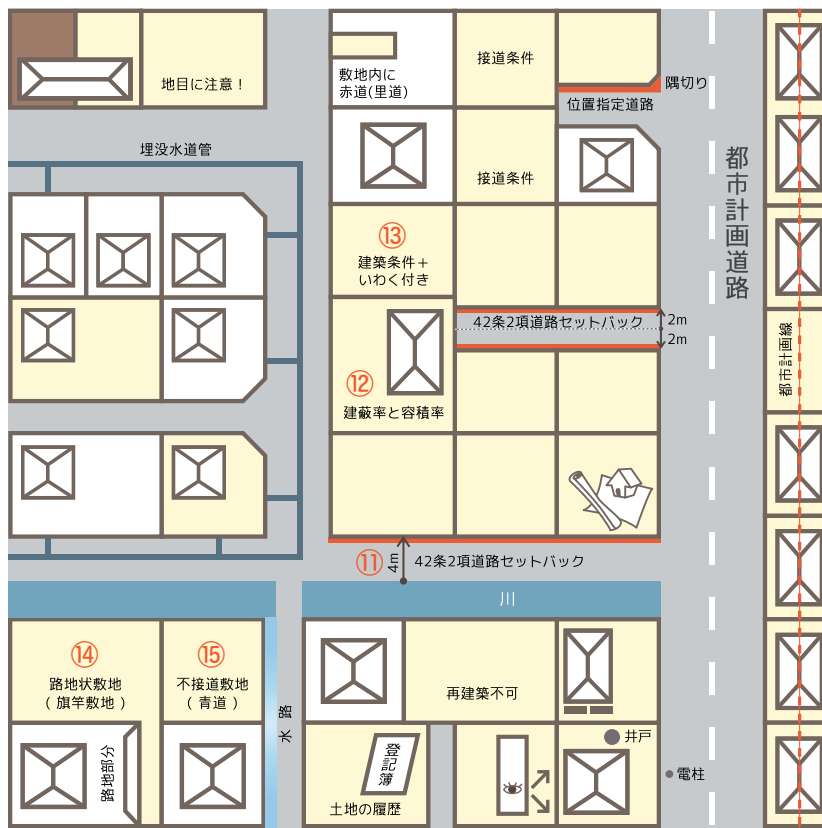 地目に注意！
敷地内に
赤道(里道)
接道条件
隅切り
位置指定道路
埋没水道管
接道条件
都市計画道路
⑬
建築条件＋
いわく付き
42条2項道路セットバック
2m
2m
都市計画線
⑫
建蔽率と容積率
⑪
4m
42条2項道路セットバック
川
⑭
路地状敷地
( 旗竿敷地 )
⑮
不接道敷地
( 青道 )
水路
再建築不可
路地部分
登記簿
土地の履歴
井戸
電柱